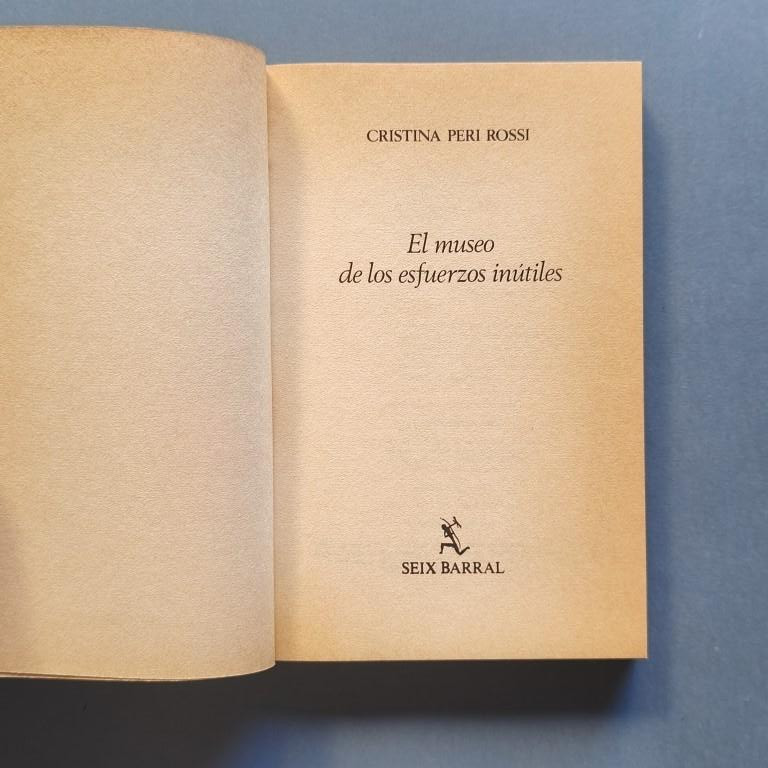 CRISTINA PERI ROSSI
El museo
de los esfuerzos inútiles
SEIX BARRAL